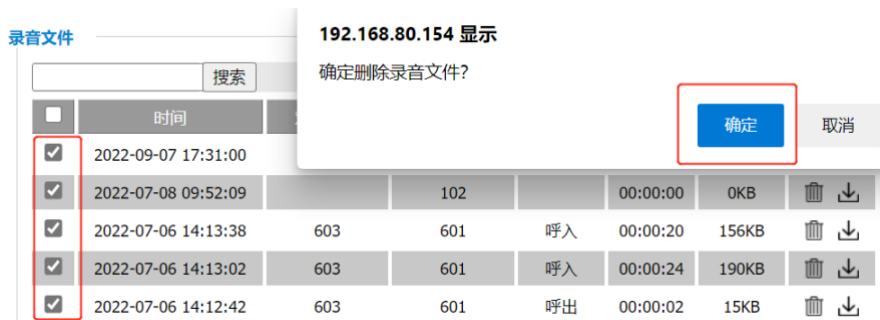 录音文件
192.168.80.154 显示
确定删除录音文件?
搜索
确定 取消
时间
2022-09-07 17:31:00
2022-07-08 09:52:09 102 00:00:00 0KB
2022-07-06 14:13:38 603 601 呼入 00:00:20 156KB
2022-07-06 14:13:02 603 601 呼入 00:00:24 190KB
2022-07-06 14:12:42 603 601 呼出 00:00:02 15KB